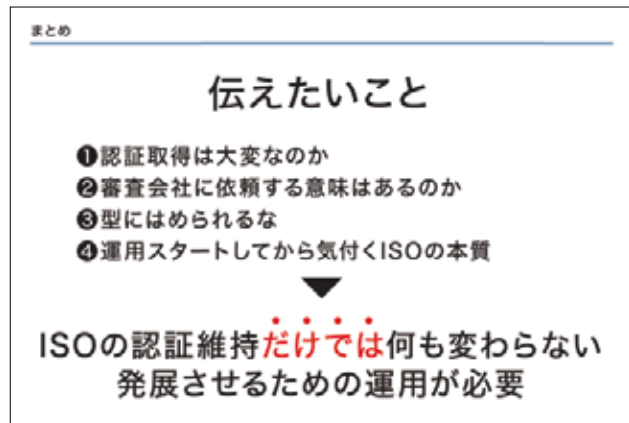 まとめ
伝えたいこと
❶認証取得は大変なのか
❷審査会社に依頼する意味はあるのか
❸型にはめられるな
❹運用スタートしてから気付くISOの本質
ISOの認証維持だけでは何も変わらない
発展させるための運用が必要